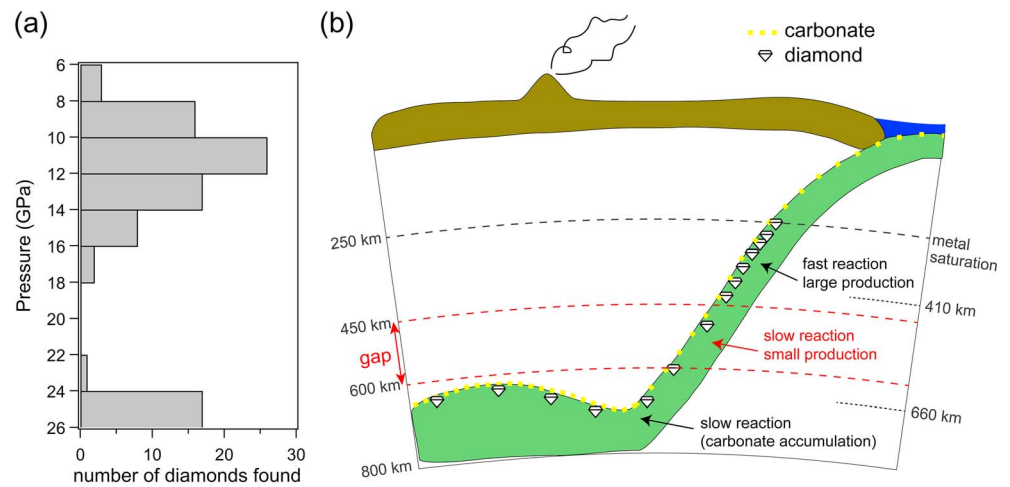 (a)
6
8
10
12
14
16
18
20
22
24
26
Pressure (GPa)
0
10
20
30
number of diamonds found
(b)
carbonate
diamond
250 km
metal
saturation
fast reaction
large production
410 km
450 km
gap
slow reaction
small production
600 km
660 km
slow reaction
(carbonate accumulation)
800 km